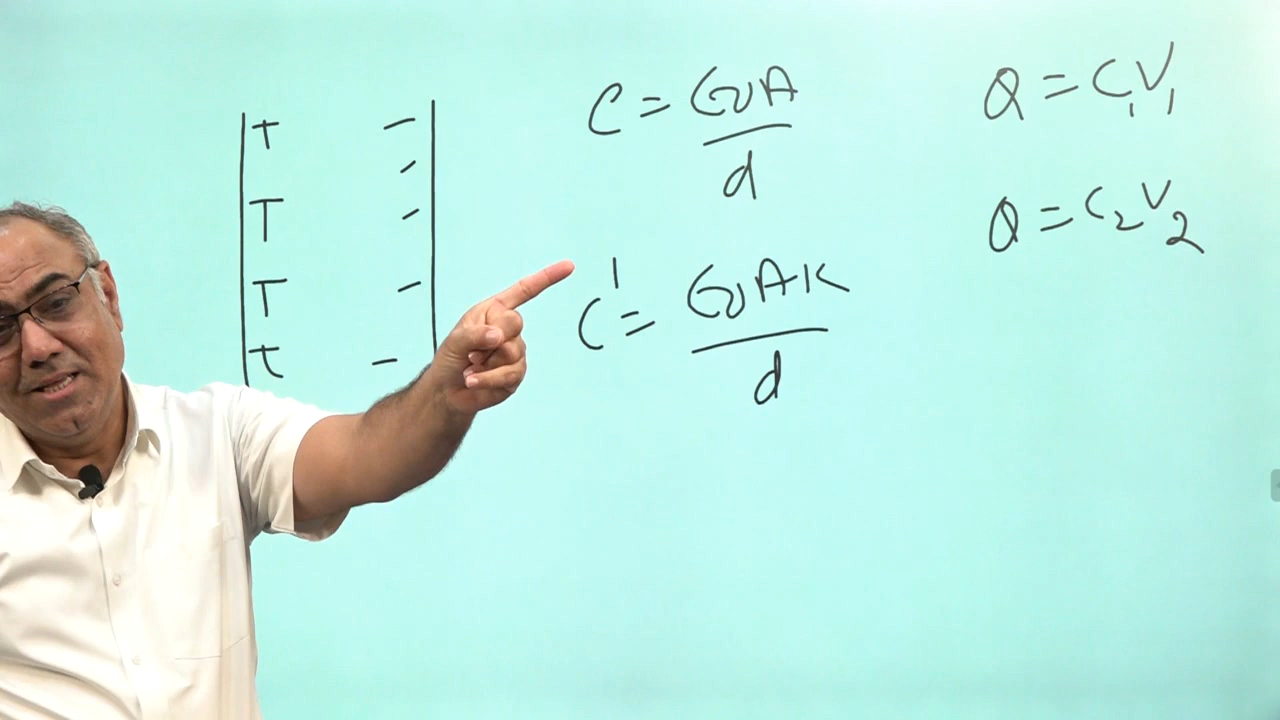 + -
-
T -
T -
t -
C = ε₀A / d
C' = ε₀AK / d
Q = C₁V₁
Q = C₂V₂